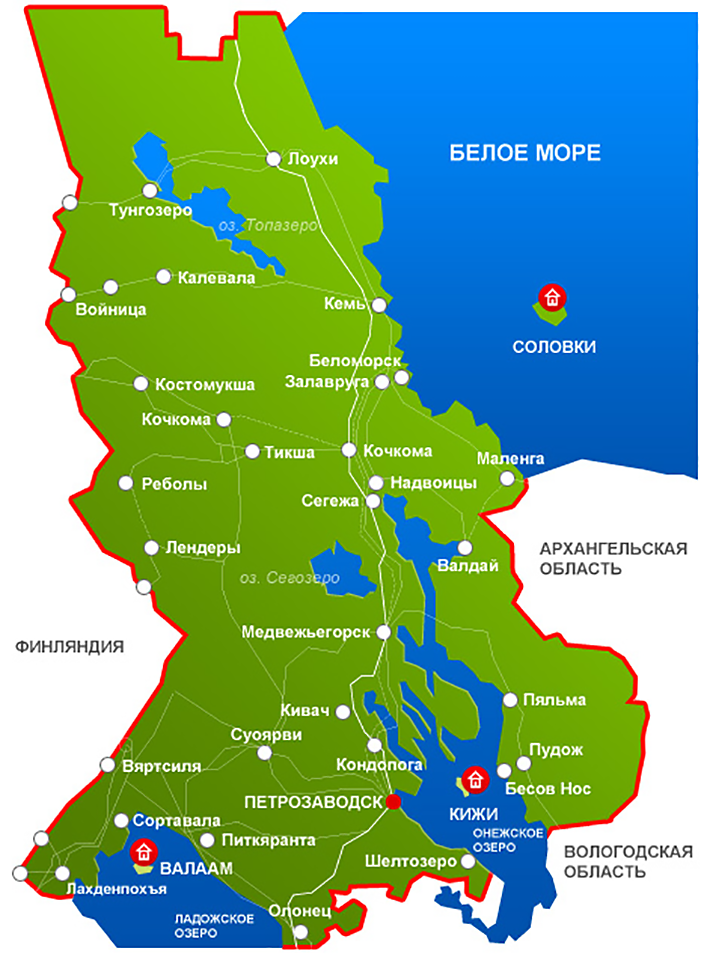 Лоухи
БЕЛОЕ МОРЕ
Тунгозеро
оз. Топазеро
Калевала
Войница
Кемь
СОЛОВКИ
Беломорск
Залавруга
Костомукша
Кочкома
Тикша
Кочкома
Маленга
Реболы
Надвоицы
Сегежа
Лендеры
Валдай
АРХАНГЕЛЬСКАЯ
ОБЛАСТЬ
оз. Сегозеро
Медвежьегорск
ФИНЛЯНДИЯ
Пяльма
Кивач
Суоярви
Кондопога
Пудож
Вяртсиля
Бесов Нос
ПЕТРОЗАВОДСК
КИЖИ
Сортавала
ОНЕЖСКОЕ
ОЗЕРО
Питкяранта
ВОЛОГОДСКАЯ
ОБЛАСТЬ
Шелтозеро
ВАЛААМ
Лахденпохъя
Олонец
ЛАДОЖСКОЕ
ОЗЕРО